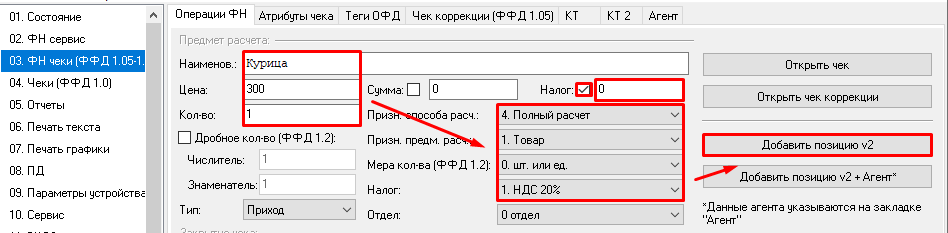 01. Состояние
02. ФН сервис
03. ФН чеки (ФФД 1.05-1.
04. Чеки (ФФД 1.0)
05. Отчеты
06. Печать текста
07. Печать графики
08. ПД
09. Параметры устройства
10. Сервис
Операции ФН Атрибуты чека Теги ОФД Чек коррекции (ФФД 1.05) КТ КТ 2 Агент
Предмет расчета:
Наименов.: Курица
Цена: 300 Сумма: 0 Налог: 0
Кол-во: 1 Призн. способа расч.: 4. Полный расчет
Дробное кол-во (ФФД 1.2): Призн. предм. расч.: 1. Товар
Числитель: 1 Мера кол-ва (ФФД 1.2): 0. шт. или ед.
Знаменатель: 1 Налог: 1. НДС 20%
Тип: Приход Отдел: 0 отдел
Закрытие чека:
Открыть чек
Открыть чек коррекции
Добавить позицию v2
Добавить позицию v2 + Агент*
*Данные агента указываются на закладке
"Агент"